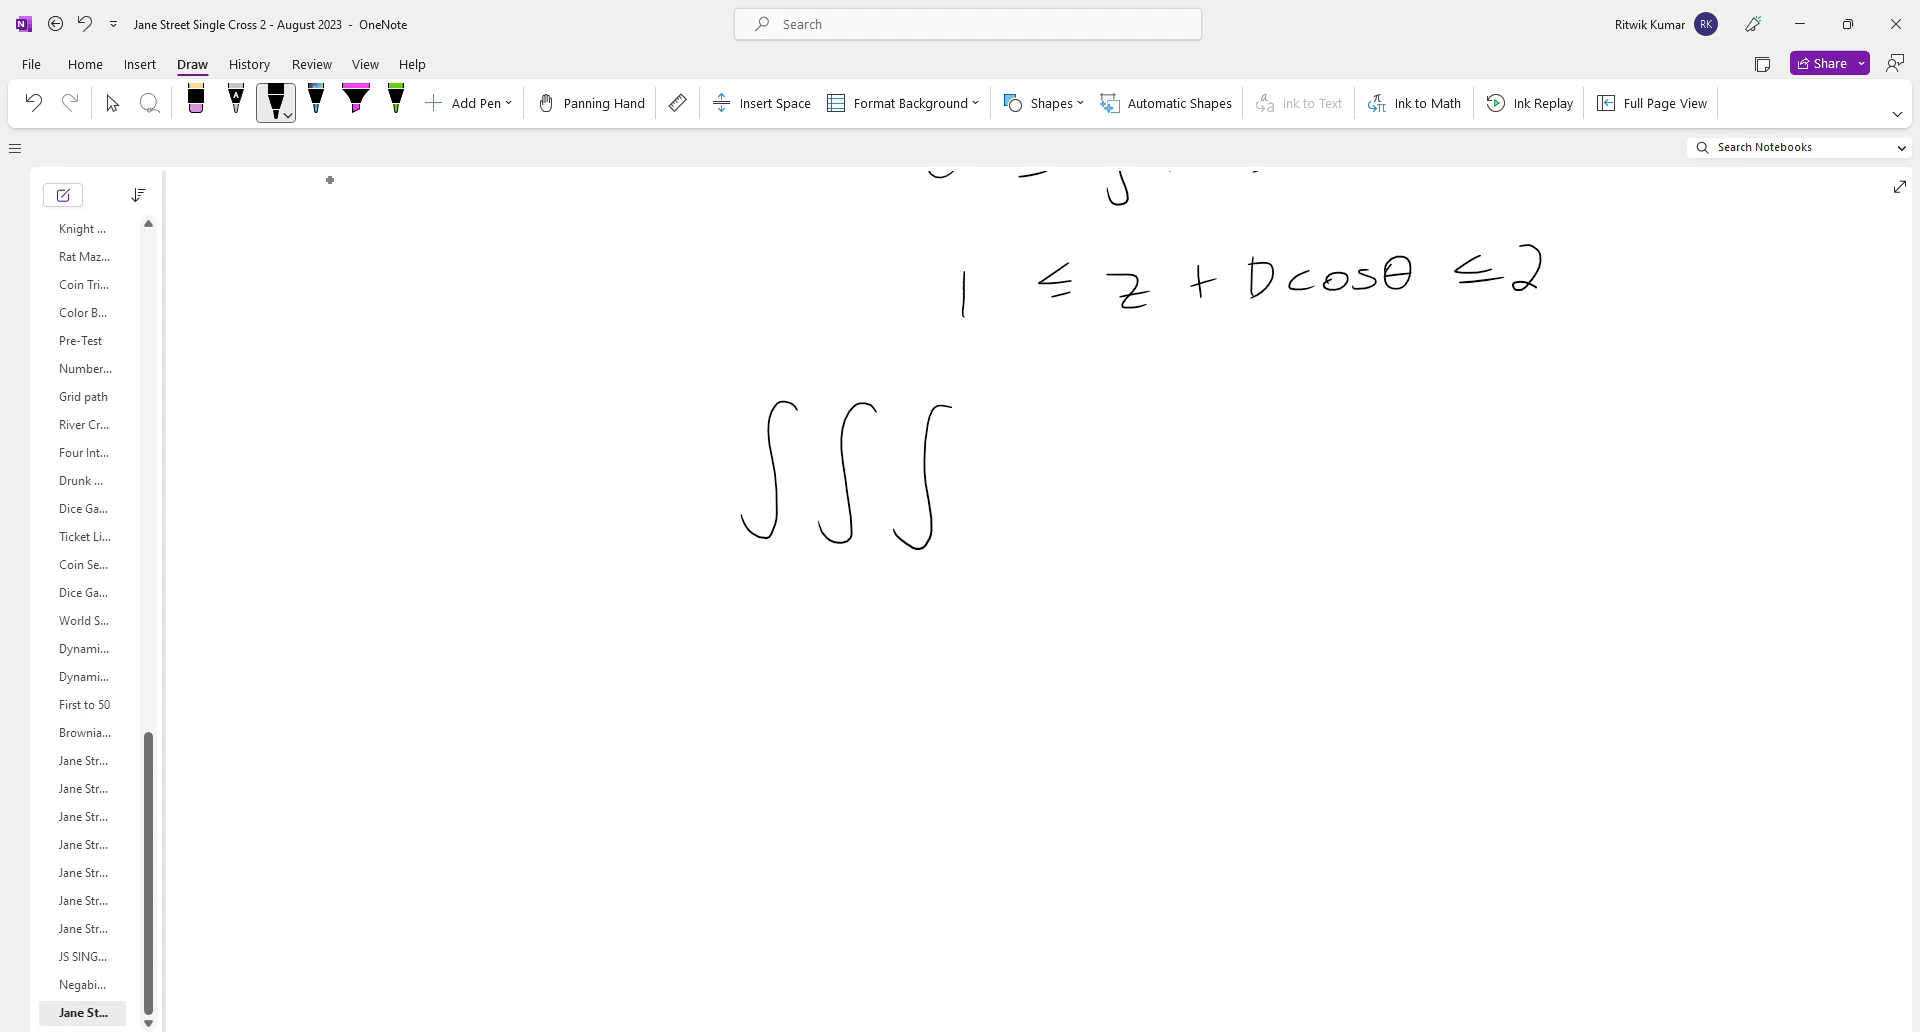 Jane Street Single Cross 2 - August 2023 - OneNote
Search
Ritwik Kumar RK
File Home Insert Draw History Review View Help
Share
A Add Pen Panning Hand Insert Space Format Background Shapes Automatic Shapes Ink to Text Ink to Math Ink Replay Full Page View
Search Notebooks
Knight ...
Rat Maz...
Coin Tri...
Color B...
Pre-Test
Number...
Grid path
River Cr...
Four Int...
Drunk ...
Dice Ga...
Ticket Li...
Coin Se...
Dice Ga...
World S...
Dynami...
Dynami...
First to 50
Brownia...
Jane Str...
Jane Str...
Jane Str...
Jane Str...
Jane Str...
Jane Str...
Jane Str...
JS SING...
Negabi...
Jane St...
1 ≤ z + D cosθ ≤ 2
∫ ∫ ∫